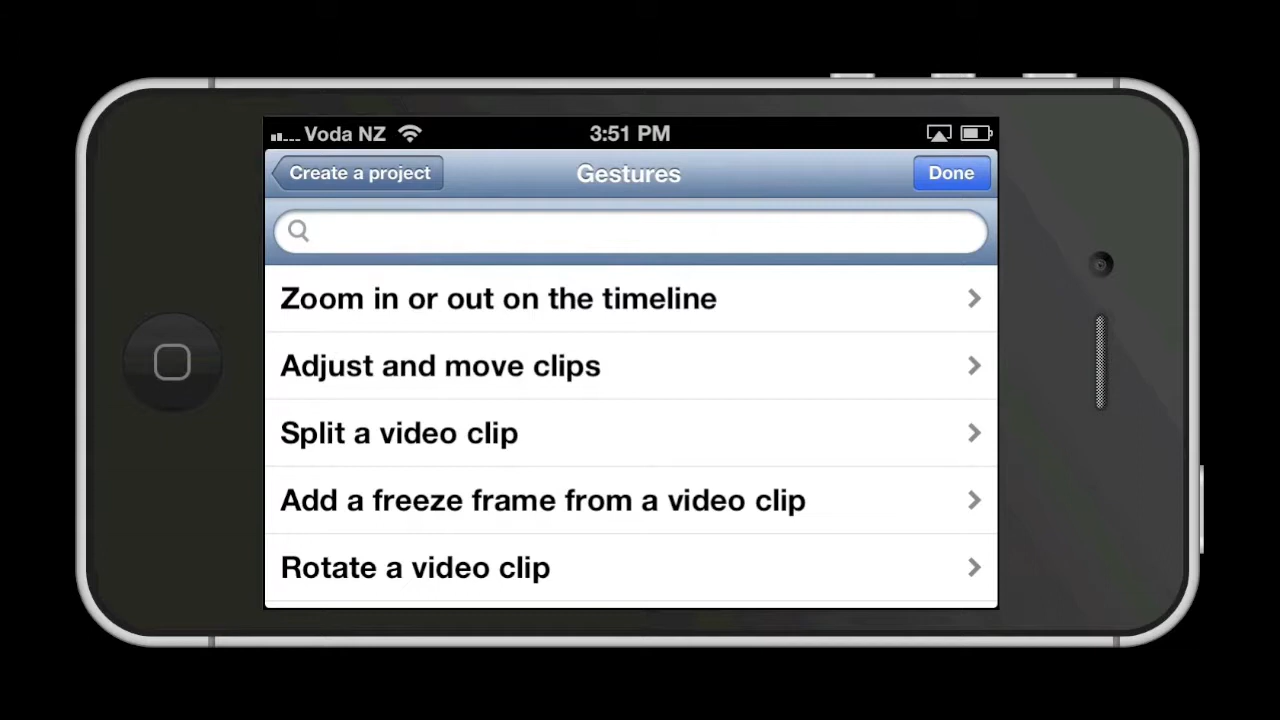 Voda NZ
3:51 PM
Create a project
Gestures
Done
Zoom in or out on the timeline
Adjust and move clips
Split a video clip
Add a freeze frame from a video clip
Rotate a video clip